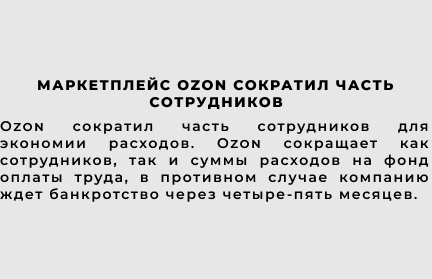 МАРКЕТПЛЕЙС OZON СОКРАТИЛ ЧАСТЬ
СОТРУДНИКОВ
Ozon сократил часть сотрудников для
экономии расходов. Ozon сокращает как
сотрудников, так и суммы расходов на фонд
оплаты труда, в противном случае компанию
ждет банкротство через четыре-пять месяцев.